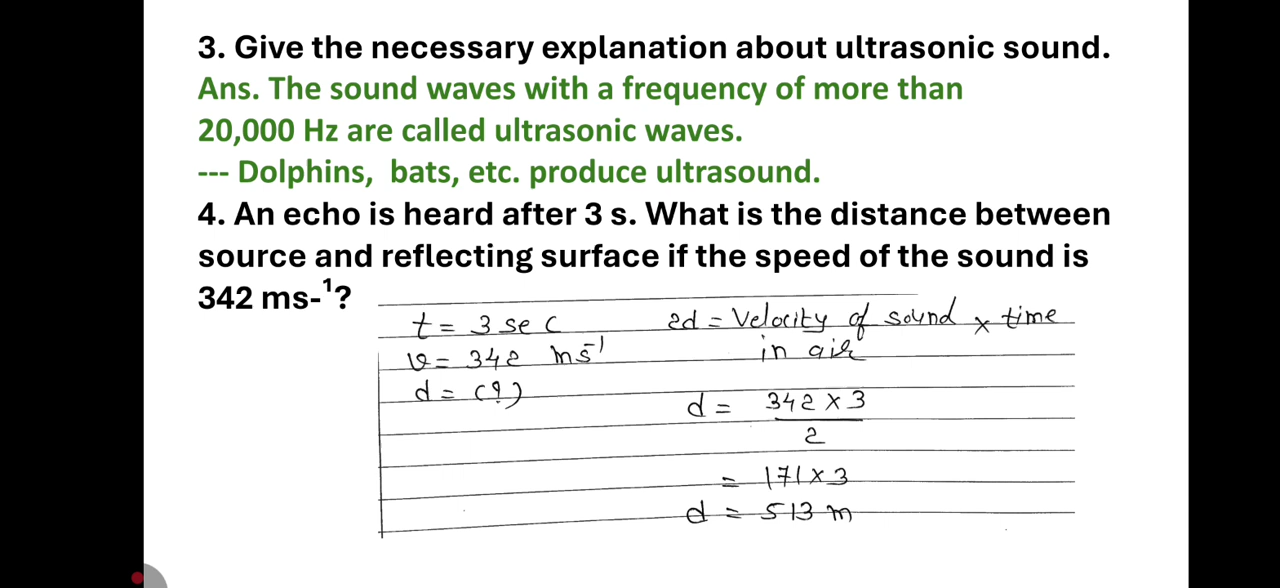 3. Give the necessary explanation about ultrasonic sound.
Ans. The sound waves with a frequency of more than
20,000 Hz are called ultrasonic waves.
--- Dolphins, bats, etc. produce ultrasound.
4. An echo is heard after 3 s. What is the distance between
source and reflecting surface if the speed of the sound is
342 ms-¹?
t = 3 sec
v = 342 ms⁻¹
d = (?)
2d = Velocity of sound × time
in air
d = 342 × 3
2
= 171 × 3
d = 513 m